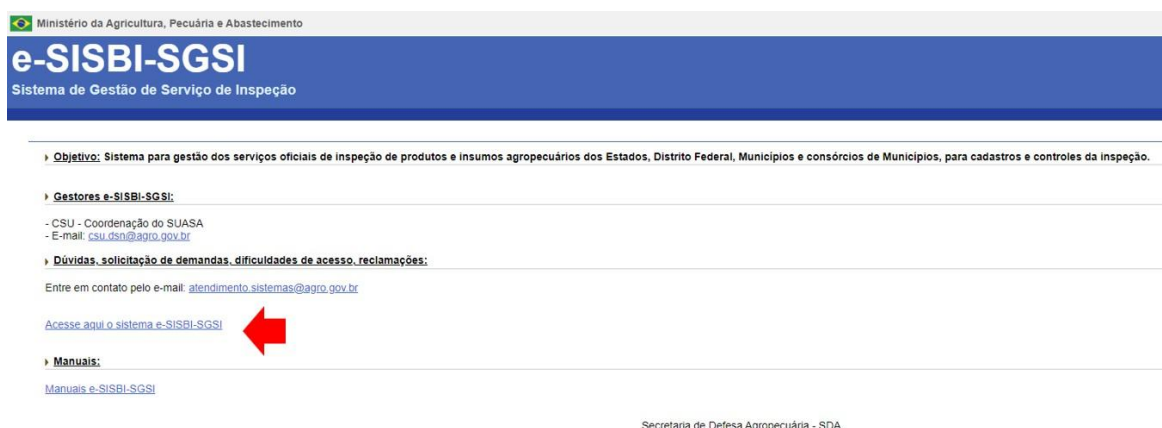 Ministério da Agricultura, Pecuária e Abastecimento
e-SISBI-SGSI
Sistema de Gestão de Serviço de Inspeção
Objetivo: Sistema para gestão dos serviços oficiais de inspeção de produtos e insumos agropecuários dos Estados, Distrito Federal, Municípios e consórcios de Municípios, para cadastros e controles da inspeção.
Gestores e-SISBI-SGSI:
- CSU - Coordenação do SUASA
- E-mail: csu.dsn@agro.gov.br
Dúvidas, solicitação de demandas, dificuldades de acesso, reclamações:
Entre em contato pelo e-mail: atendimento.sistemas@agro.gov.br
Acesse aqui o sistema e-SISBI-SGSI
Manuais:
Manuais e-SISBI-SGSI
Secretaria de Defesa Agropecuária - SDA